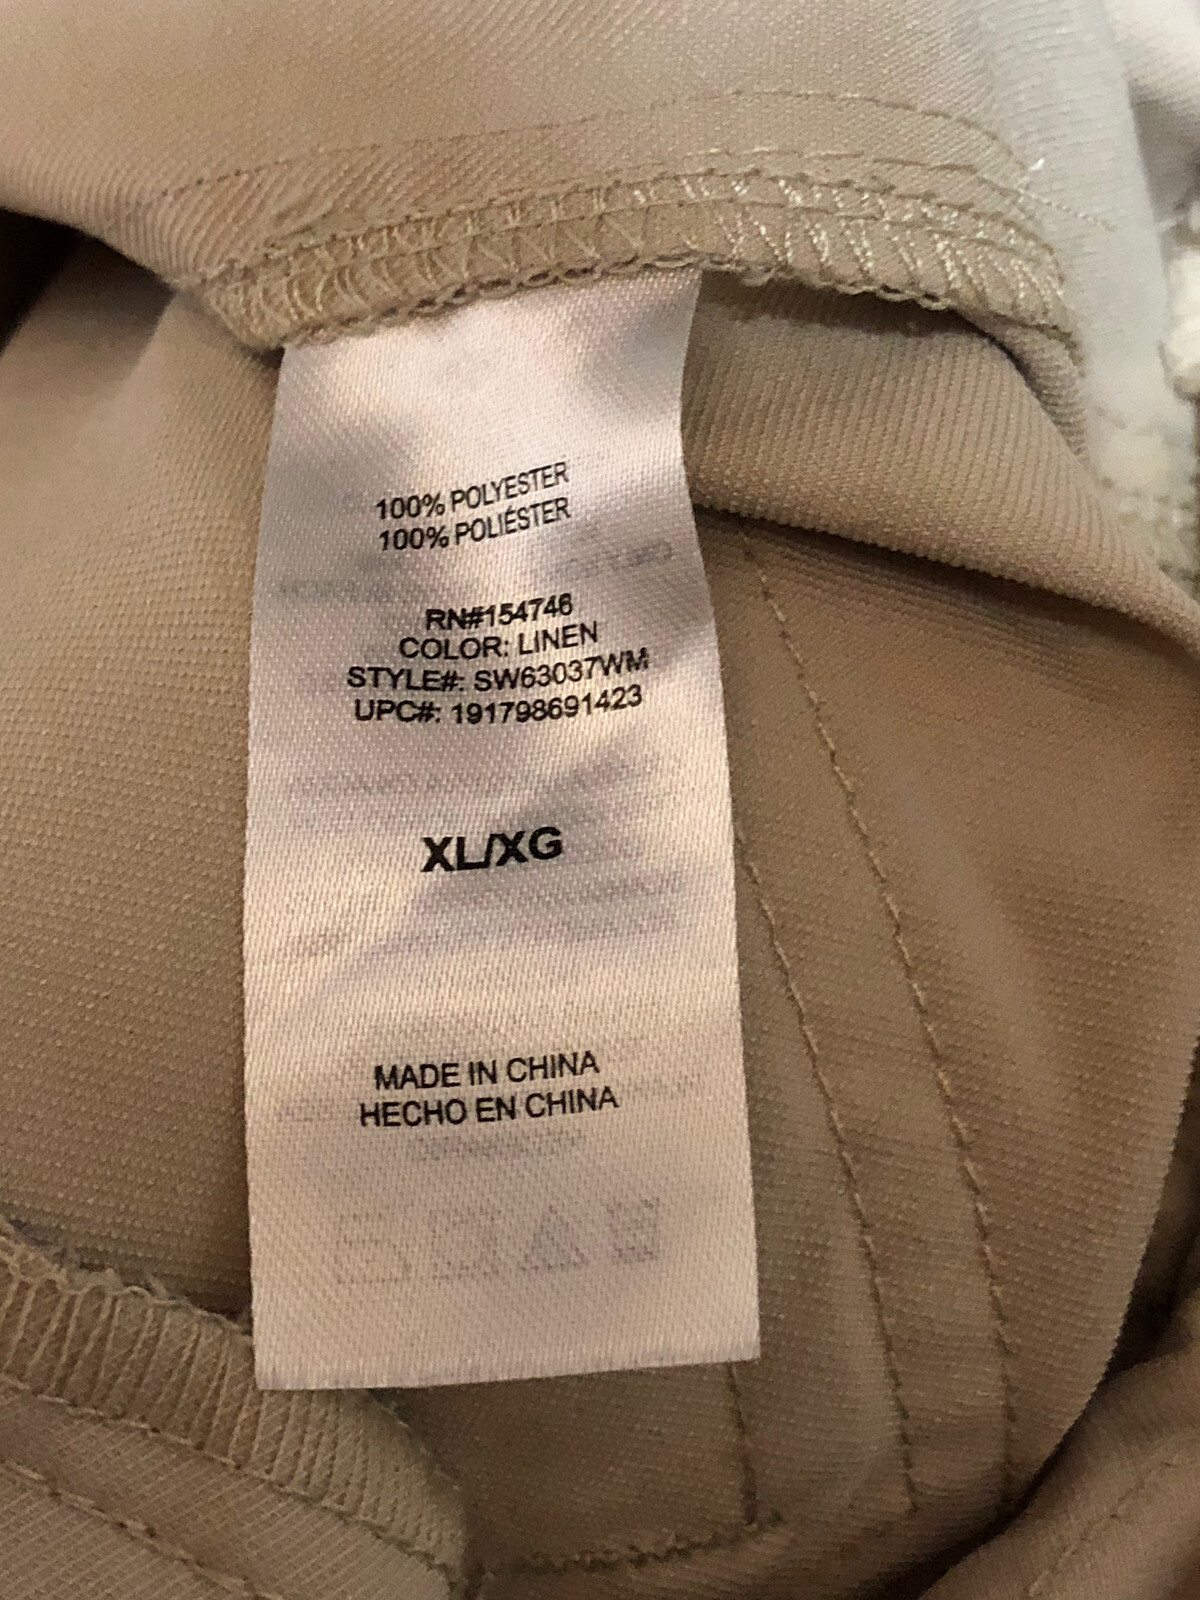 100% POLYESTER
100% POLIÉSTER
RN#154746
COLOR: LINEN
STYLE#: SW63037WM
UPC#: 191798691423
XL/XG
MADE IN CHINA
HECHO EN CHINA